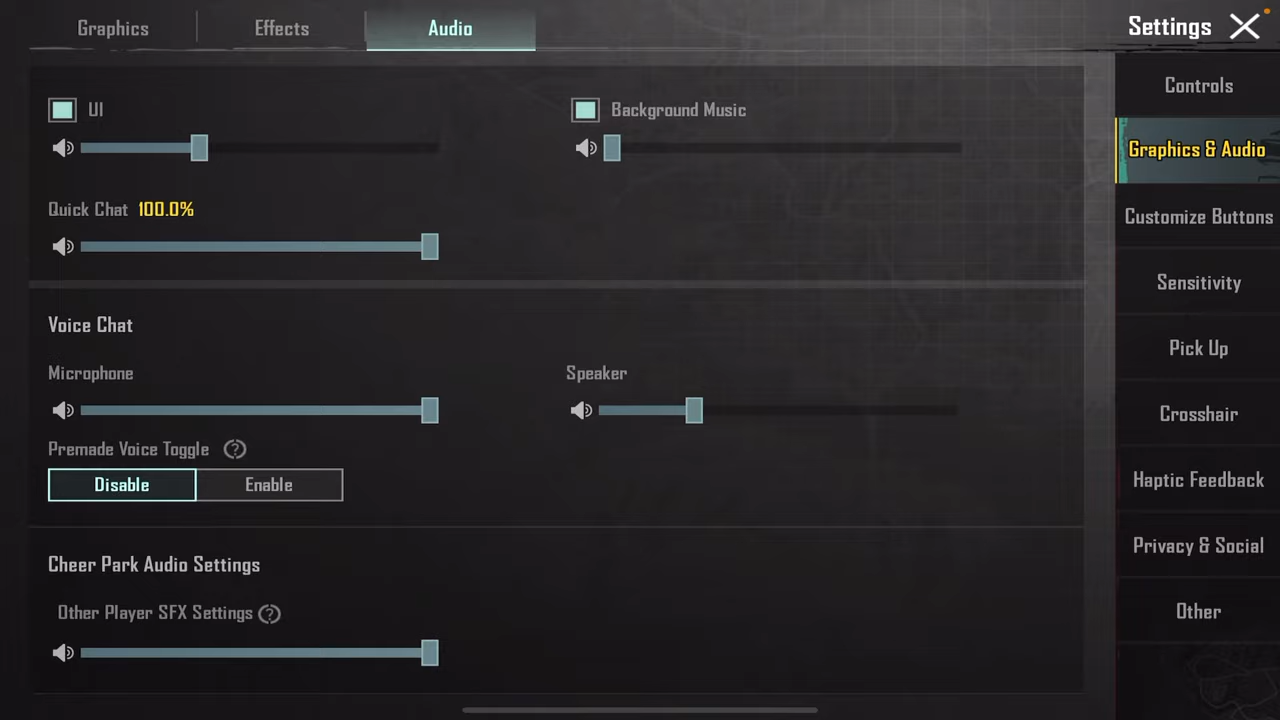 Graphics
Effects
Audio
Settings
UI
Background Music
Quick Chat 100.0%
Voice Chat
Microphone
Speaker
Premade Voice Toggle ?
Disable
Enable
Cheer Park Audio Settings
Other Player SFX Settings ?
Controls
Graphics & Audio
Customize Buttons
Sensitivity
Pick Up
Crosshair
Haptic Feedback
Privacy & Social
Other